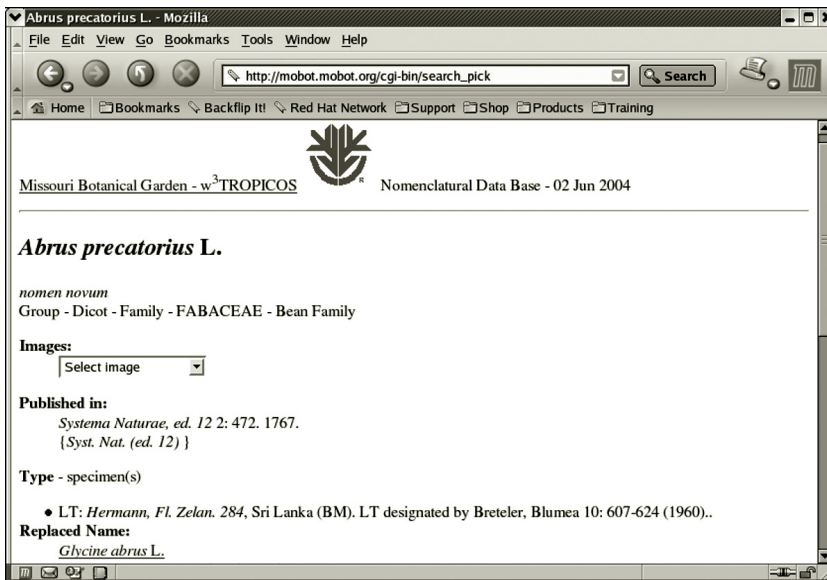 Abrus precatorius L. - Mozilla
File Edit View Go Bookmarks Tools Window Help
http://mobot.mobot.org/cgi-bin/search_pick Search
Home Bookmarks Backflip It! Red Hat Network Support Shop Products Training
Missouri Botanical Garden - w3TROPICOS ® Nomenclatural Data Base - 02 Jun 2004
Abrus precatorius L.
nomen novum
Group - Dicot - Family - FABACEAE - Bean Family
Images:
Select image
Published in:
Systema Naturae, ed. 12 2: 472. 1767.
{Syst. Nat. (ed. 12) }
Type - specimen(s)
• LT: Hermann, Fl. Zelan. 284, Sri Lanka (BM). LT designated by Breteler, Blumea 10: 607-624 (1960)..
Replaced Name:
Glycine abrus L.